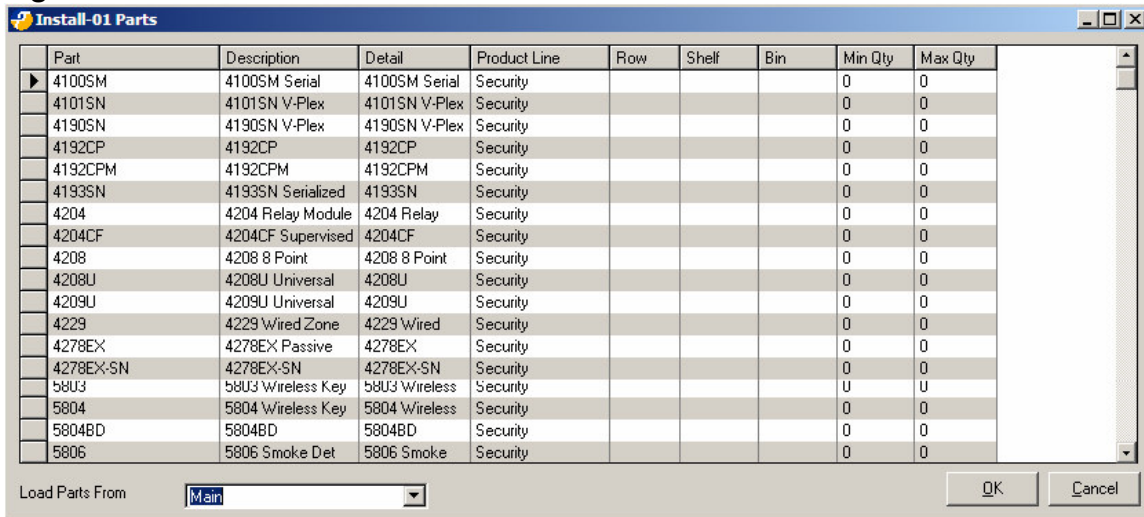 Install-01 Parts
Part Description Detail Product Line Row Shelf Bin Min Qty Max Qty
4100SM 4100SM Serial 4100SM Serial Security 0 0
4101SN 4101SN V-Plex 4101SN V-Plex Security 0 0
4190SN 4190SN V-Plex 4190SN V-Plex Security 0 0
4192CP 4192CP 4192CP Security 0 0
4192CPM 4192CPM 4192CPM Security 0 0
4193SN 4193SN Serialized 4193SN Security 0 0
4204 4204 Relay Module 4204 Relay Security 0 0
4204CF 4204CF Supervised 4204CF Security 0 0
4208 4208 8 Point 4208 8 Point Security 0 0
4208U 4208U Universal 4208U Security 0 0
4209U 4209U Universal 4209U Security 0 0
4229 4229 Wired Zone 4229 Wired Security 0 0
4278EX 4278EX Passive 4278EX Security 0 0
4278EX-SN 4278EX-SN 4278EX-SN Security 0 0
5803 5803 Wireless Key 5803 Wireless Security 0 0
5804 5804 Wireless Key 5804 Wireless Security 0 0
5804BD 5804BD 5804BD Security 0 0
5806 5806 Smoke Det 5806 Smoke Security 0 0
Load Parts From Main OK Cancel